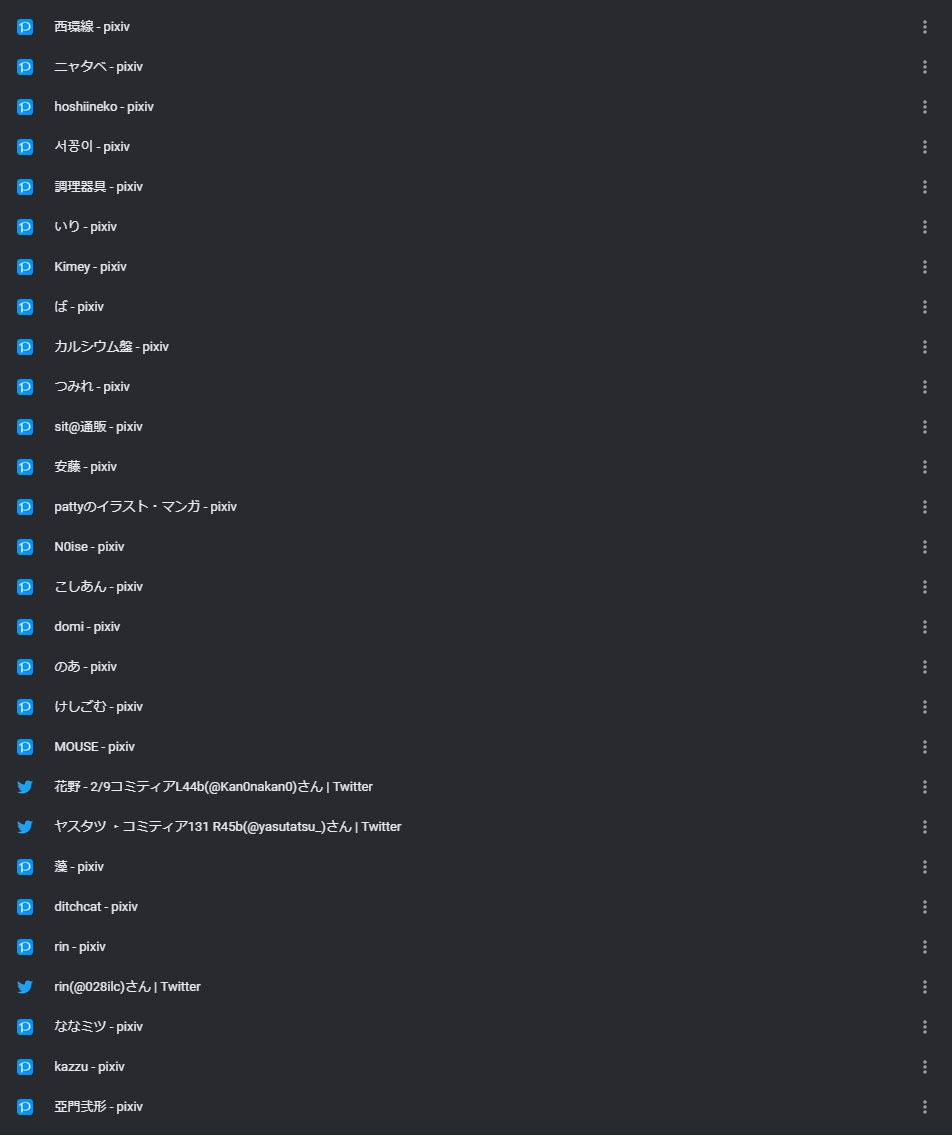 西環線 - pixiv
ニャタベ - pixiv
hoshiineko - pixiv
서꽁이 - pixiv
調理器具 - pixiv
いり - pixiv
Kimey - pixiv
ば - pixiv
カルシウム盤 - pixiv
つみれ - pixiv
sit@通販 - pixiv
安藤 - pixiv
pattyのイラスト・マンガ - pixiv
N0ise - pixiv
こしあん - pixiv
domi - pixiv
のあ - pixiv
けしごむ - pixiv
MOUSE - pixiv
花野 - 2/9コミティアL44b(@Kan0nakan0)さん | Twitter
ヤスタツ ‣ コミティア131 R45b(@yasutatsu_)さん | Twitter
藻 - pixiv
ditchcat - pixiv
rin - pixiv
rin(@028ilc)さん | Twitter
ななミツ - pixiv
kazzu - pixiv
亞門弐形 - pixiv